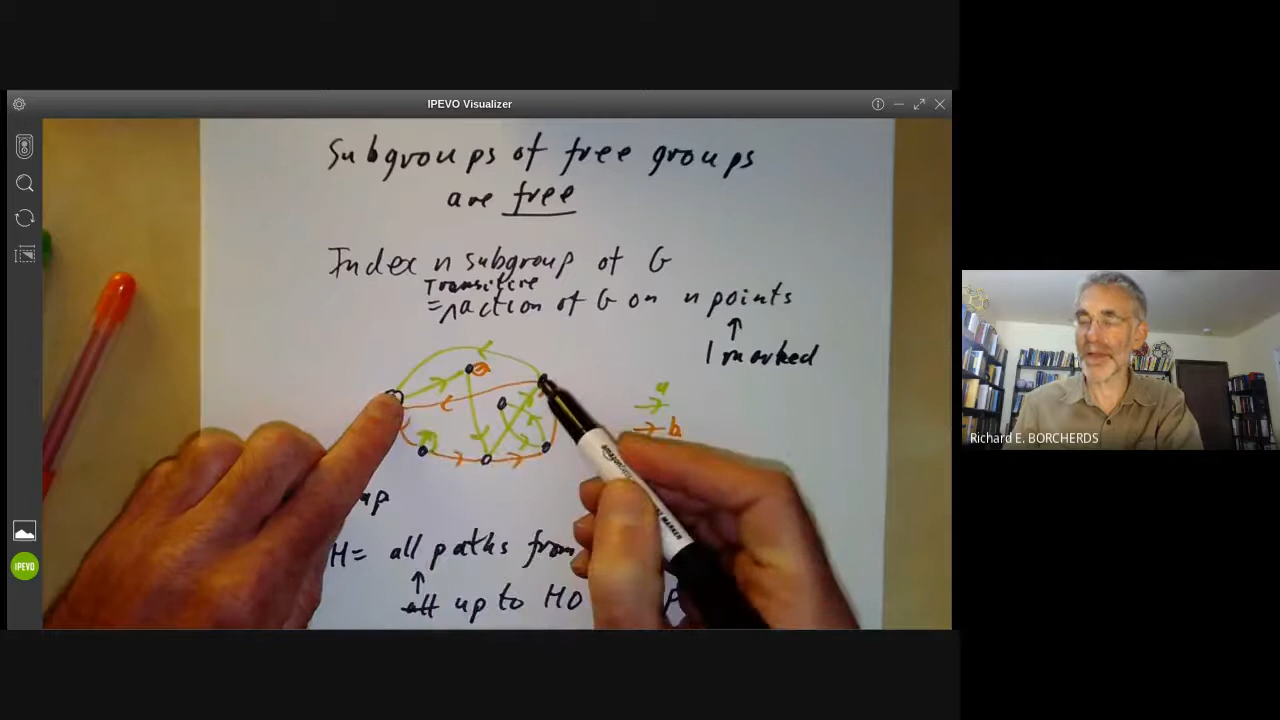 IPEVO Visualizer
Subgroups of free groups
are free
Index n subgroup of G
Transitive
= action of G on n points
1 marked
a
b
H = all paths from
up to HO
IPEVO
Richard E. BORCHERDS